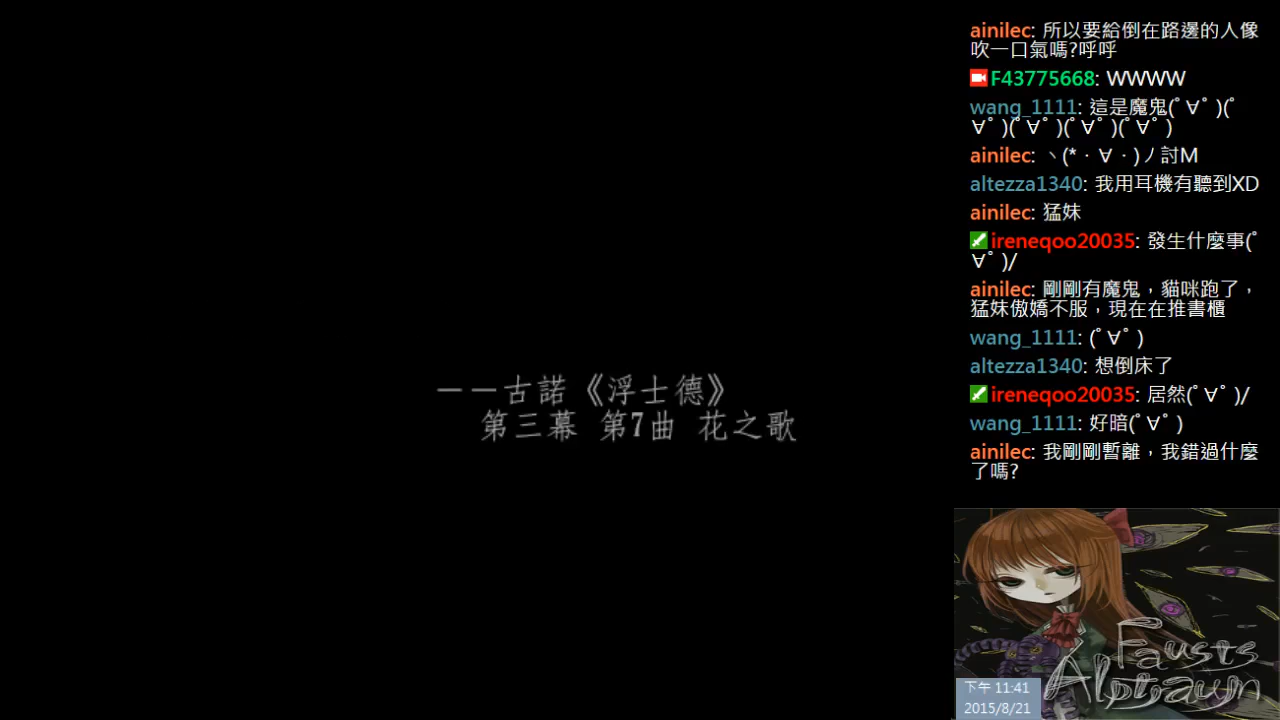 ——古諾《浮士德》
第三幕 第7曲 花之歌
ainilec: 所以要給倒在路邊的人像
吹一口氣嗎?呼呼
F43775668: WWWW
wang_1111: 這是魔鬼(ﾟ∀ﾟ)(ﾟ
∀ﾟ)(ﾟ∀ﾟ)(ﾟ∀ﾟ)(ﾟ∀ﾟ)
ainilec: ヽ(*・∀・)ノ討M
altezza1340: 我用耳機有聽到XD
ainilec: 猛妹
ireneqoo20035: 發生什麼事(ﾟ
∀ﾟ)/
ainilec: 剛剛有魔鬼，貓咪跑了，
猛妹傲嬌不服，現在在推書櫃
wang_1111: (ﾟ∀ﾟ)
altezza1340: 想倒床了
ireneqoo20035: 居然(ﾟ∀ﾟ)/
wang_1111: 好暗(ﾟ∀ﾟ)
ainilec: 我剛剛暫離，我錯過什麼
了嗎?
Fausts
Alptraum
下午 11:41
2015/8/21